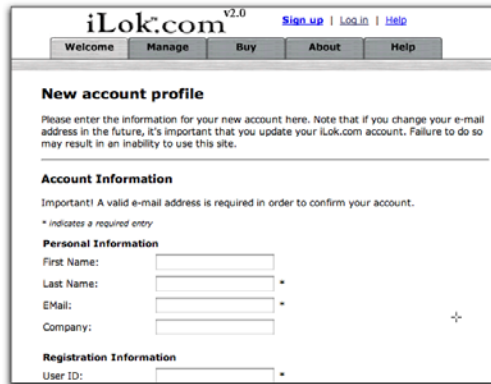 iLok.com v2.0
Sign up | Log in | Help
Welcome Manage Buy About Help
New account profile
Please enter the information for your new account here. Note that if you change your e-mail
address in the future, it's important that you update your iLok.com account. Failure to do so
may result in an inability to use this site.
Account Information
Important! A valid e-mail address is required in order to confirm your account.
* indicates a required entry
Personal Information
First Name:
Last Name: *
EMail: *
Company:
Registration Information
User ID: *